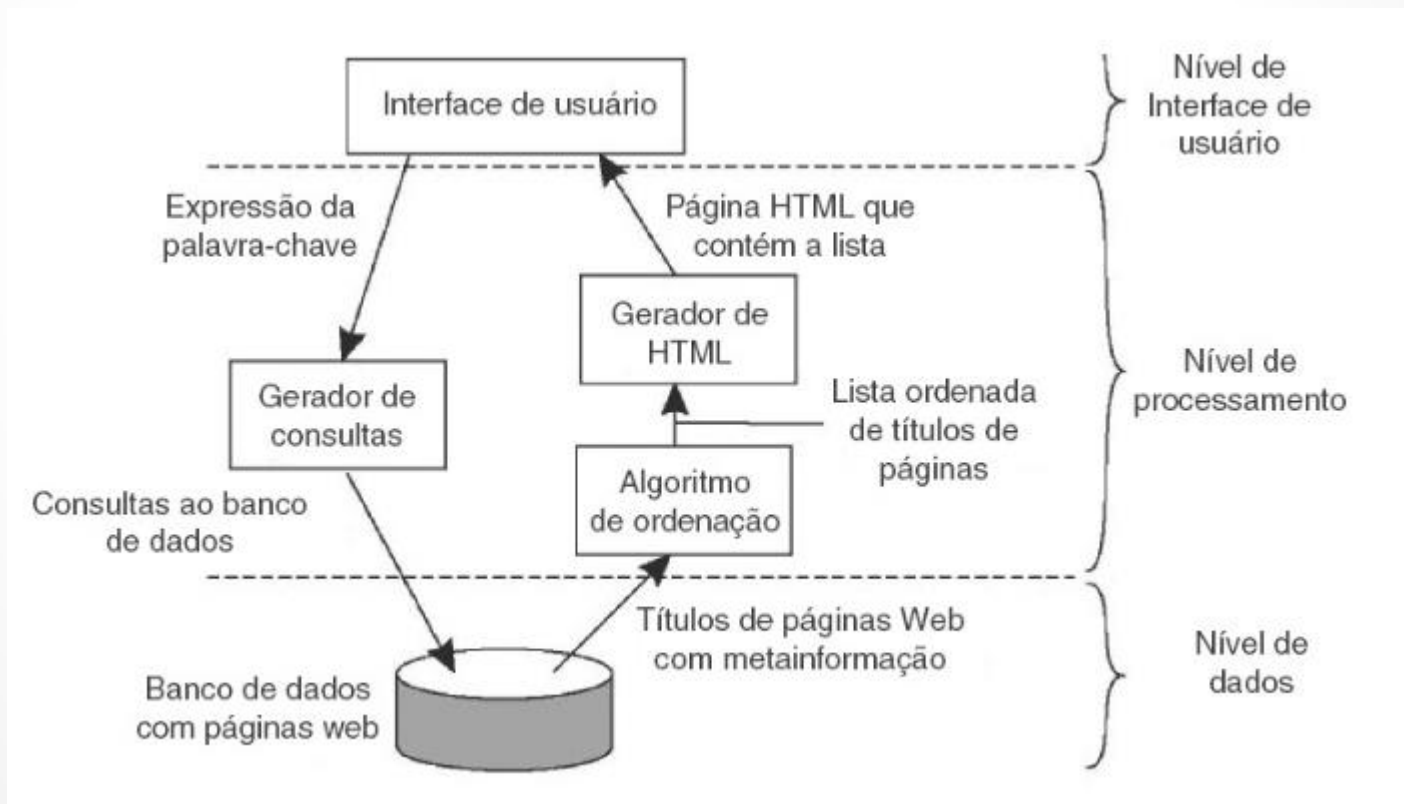 Interface de usuário
Nível de
Interface de
usuário
Expressão da
palavra-chave
Página HTML que
contém a lista
Gerador de
HTML
Gerador de
consultas
Lista ordenada
de títulos de
páginas
Nível de
processamento
Consultas ao banco
de dados
Algoritmo
de ordenação
Títulos de páginas Web
com metainformação
Banco de dados
com páginas web
Nível de
dados